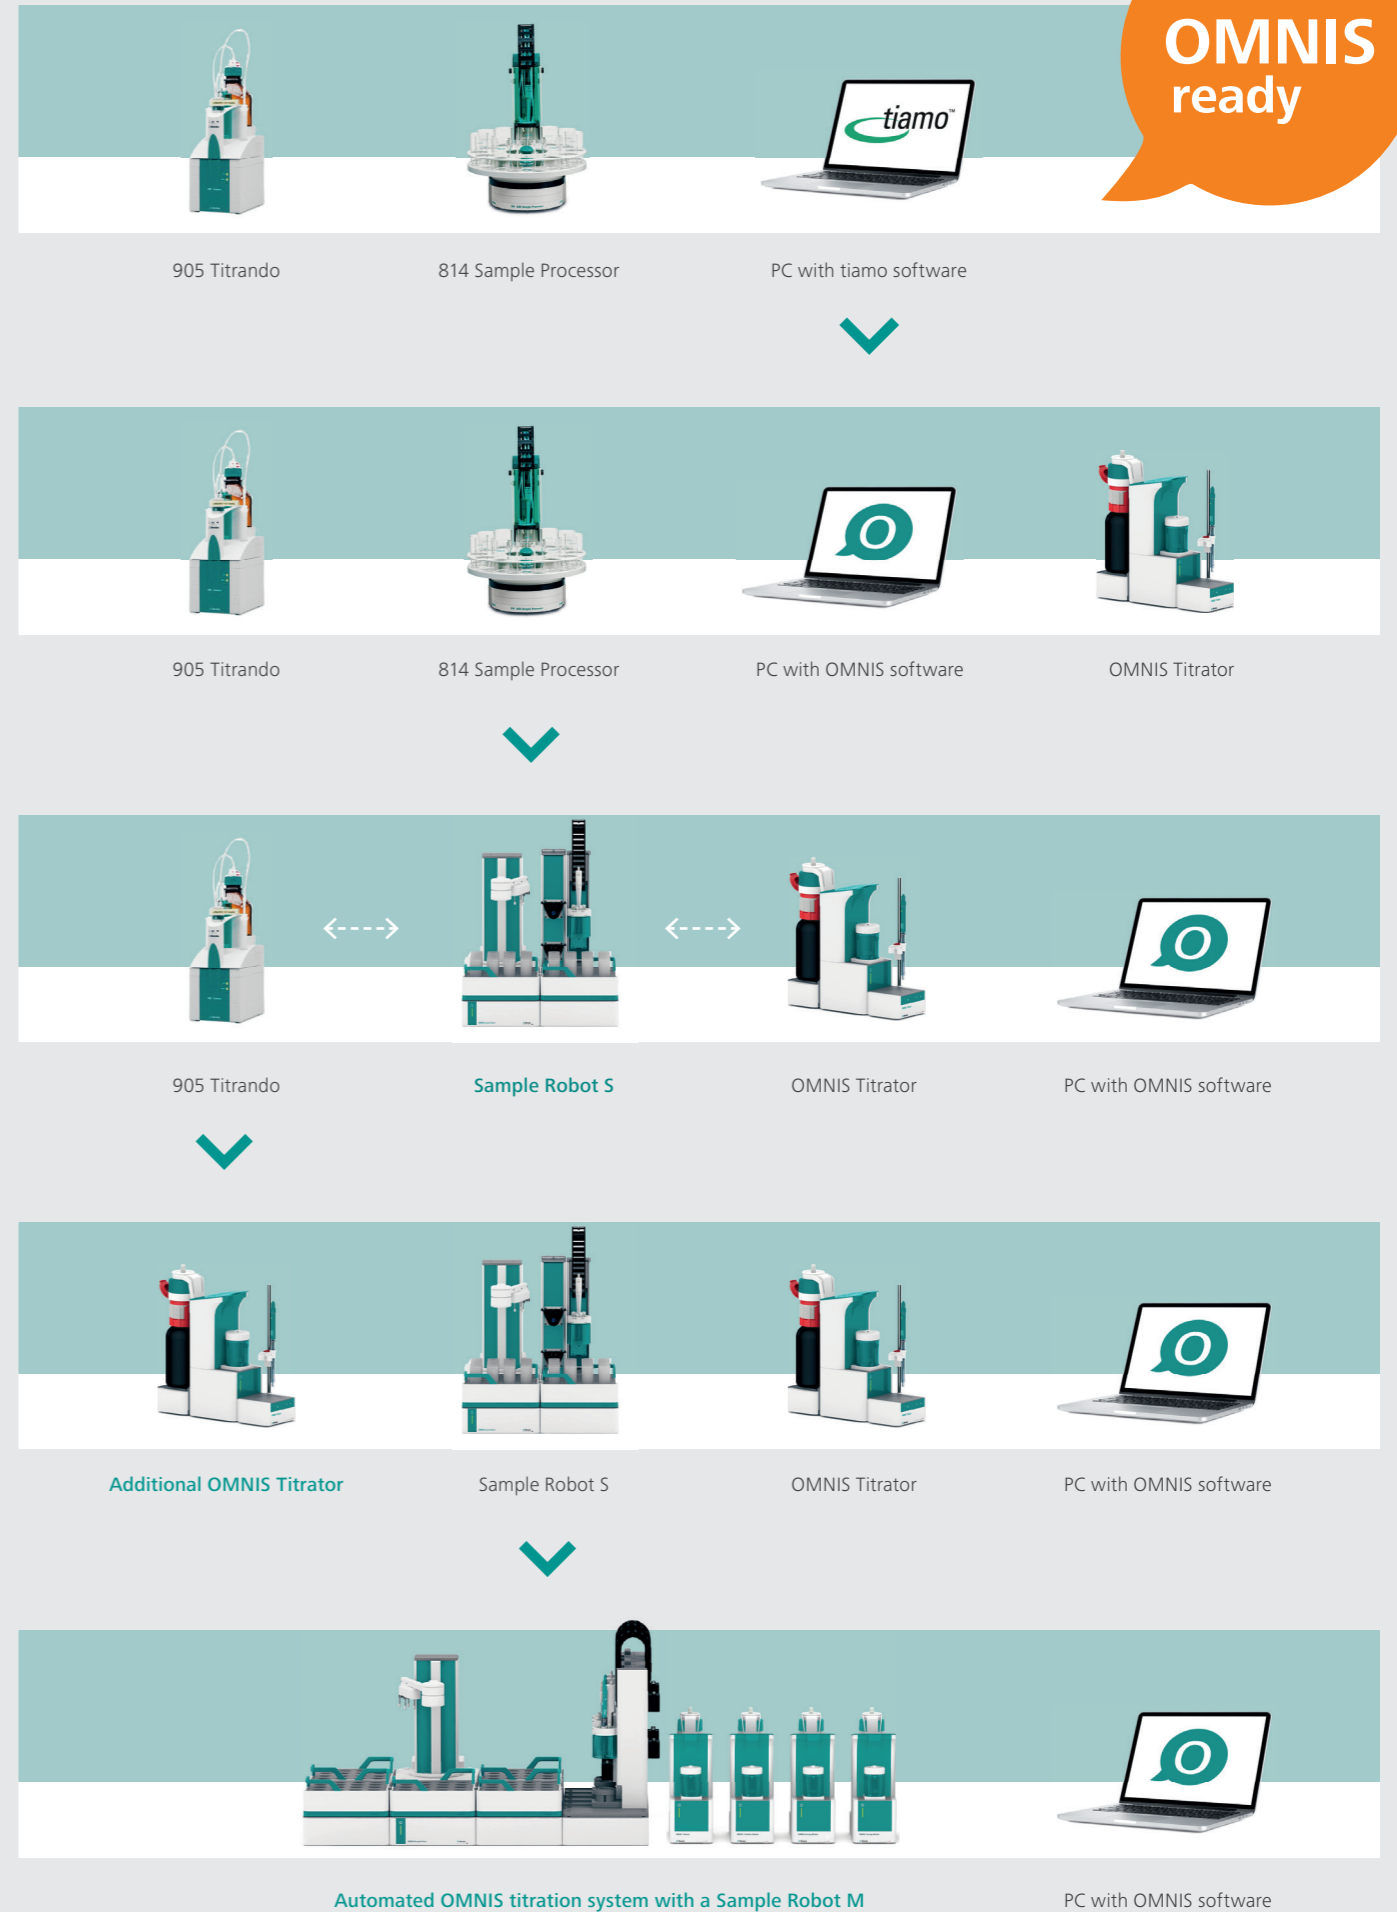 OMNIS
ready
tiamo™
905 Titrando
814 Sample Processor
PC with tiamo software
O
905 Titrando
814 Sample Processor
PC with OMNIS software
OMNIS Titrator
O
905 Titrando
Sample Robot S
OMNIS Titrator
PC with OMNIS software
O
Additional OMNIS Titrator
Sample Robot S
OMNIS Titrator
PC with OMNIS software
O
Automated OMNIS titration system with a Sample Robot M
PC with OMNIS software